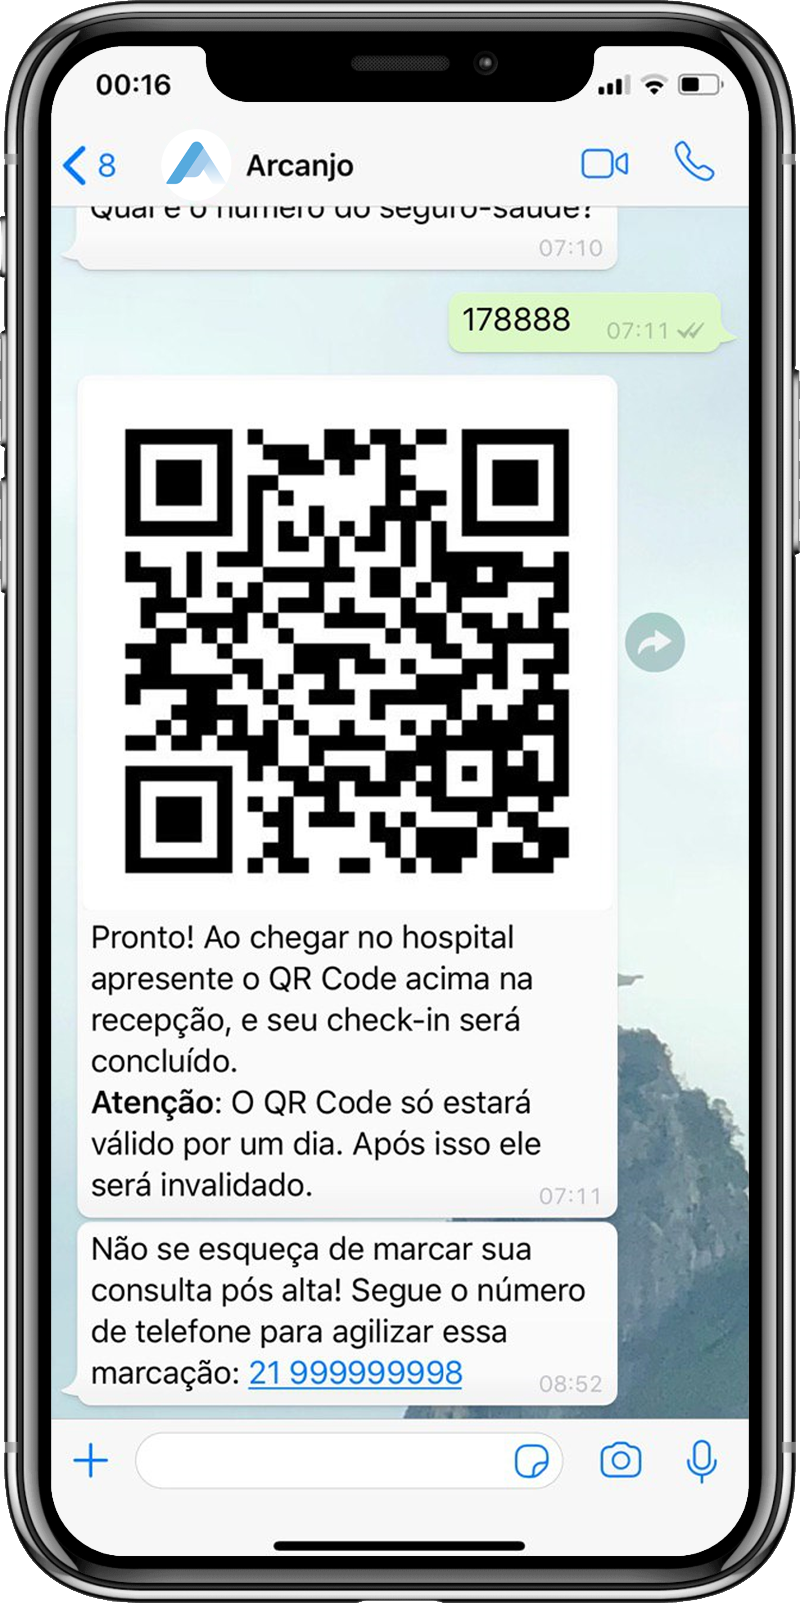 00:16
8
Arcanjo
Qual é o número do seguro-saúde?
07:10
178888
07:11
Pronto! Ao chegar no hospital
apresente o QR Code acima na
recepção, e seu check-in será
concluído.
Atenção: O QR Code só estará
válido por um dia. Após isso ele
será invalidado.
07:11
Não se esqueça de marcar sua
consulta pós alta! Segue o número
de telefone para agilizar essa
marcação: 21 999999998
08:52